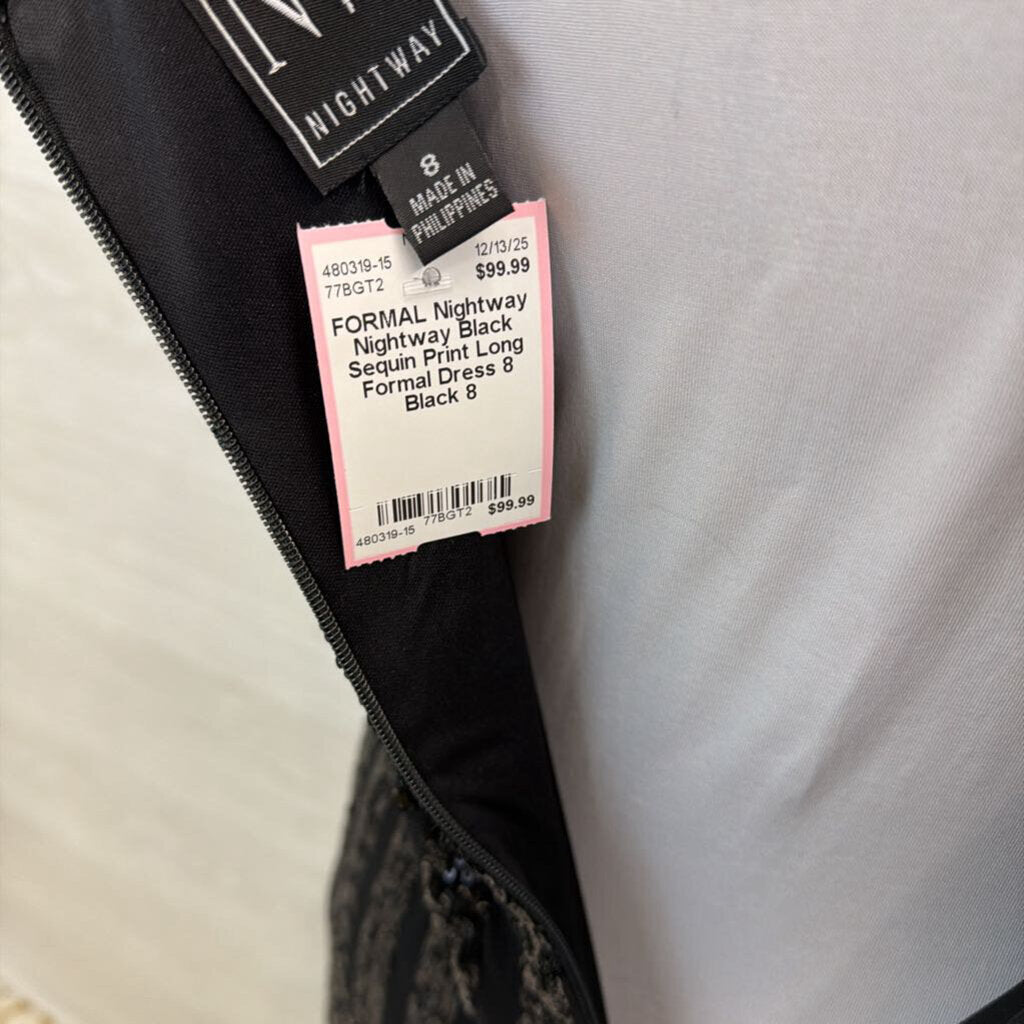 NIGHTWAY
8
MADE IN
PHILIPPINES
480319-15
12/13/25
77BGT2
$99.99
FORMAL Nightway
Nightway Black
Sequin Print Long
Formal Dress 8
Black 8
480319-15 77BGT2 $99.99